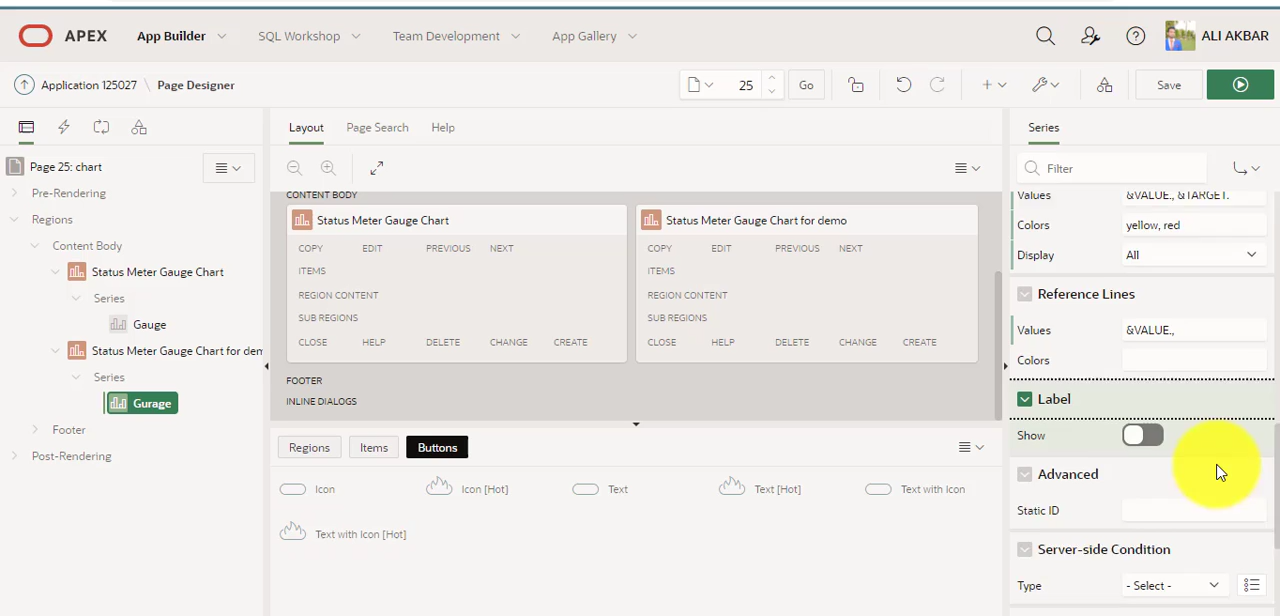 APEX App Builder SQL Workshop Team Development App Gallery ALI AKBAR
Application 125027 \ Page Designer 25 Go Save
Layout Page Search Help
Series
Page 25: chart
Pre-Rendering
Regions
Content Body
Status Meter Gauge Chart
Series
Gauge
Status Meter Gauge Chart for dem
Series
Gurage
Footer
Post-Rendering
CONTENT BODY
Status Meter Gauge Chart
COPY EDIT PREVIOUS NEXT
ITEMS
REGION CONTENT
SUB REGIONS
CLOSE HELP DELETE CHANGE CREATE
Status Meter Gauge Chart for demo
COPY EDIT PREVIOUS NEXT
ITEMS
REGION CONTENT
SUB REGIONS
CLOSE HELP DELETE CHANGE CREATE
FOOTER
INLINE DIALOGS
Regions Items Buttons
Icon Icon [Hot] Text Text [Hot] Text with Icon
Text with Icon [Hot]
Filter
Values &VALUE., &TARGET.
Colors yellow, red
Display All
Reference Lines
Values &VALUE.,
Colors
Label
Show
Advanced
Static ID
Server-side Condition
Type - Select -